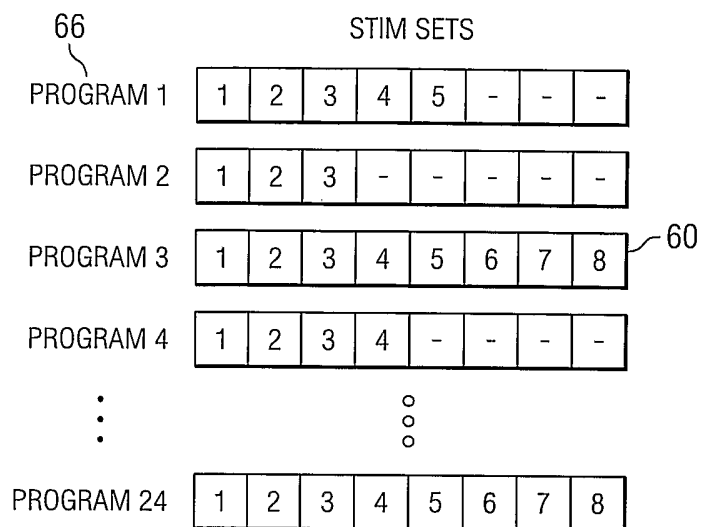 66
STIM SETS
PROGRAM 1 1 2 3 4 5 - - -
PROGRAM 2 1 2 3 - - - - -
PROGRAM 3 1 2 3 4 5 6 7 8 60
PROGRAM 4 1 2 3 4 - - - -
PROGRAM 24 1 2 3 4 5 6 7 8